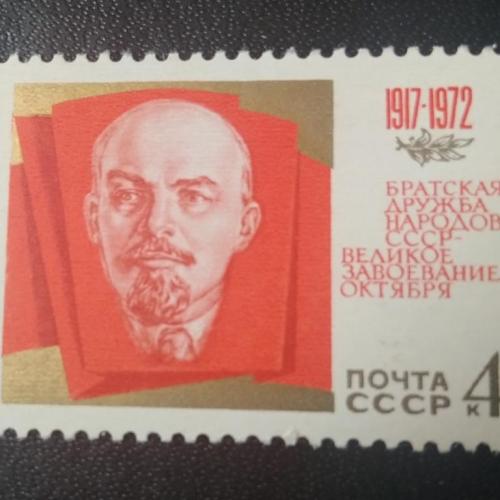 1917-1972
БРАТСКАЯ
ДРУЖБА
НАРОДОВ
СССР-
ВЕЛИКОЕ
ЗАВОЕВАНИЕ
ОКТЯБРЯ
ПОЧТА
СССР
4
к